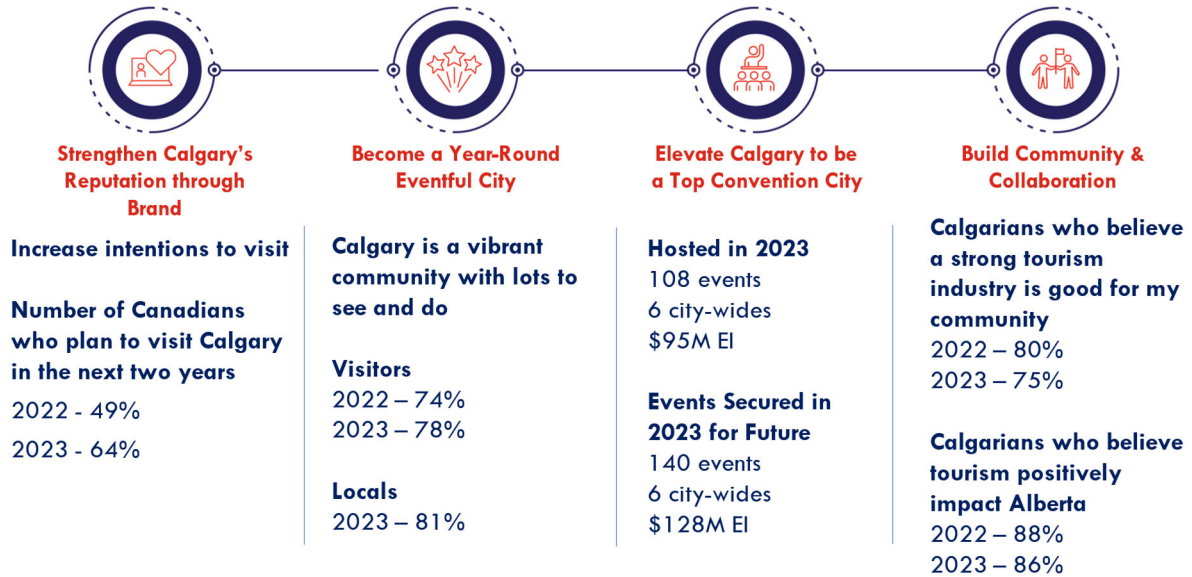 Strengthen Calgary's
Reputation through
Brand
Increase intentions to visit
Number of Canadians
who plan to visit Calgary
in the next two years
2022 - 49%
2023 - 64%
Become a Year-Round
Eventful City
Calgary is a vibrant
community with lots to
see and do
Visitors
2022 – 74%
2023 – 78%
Locals
2023 – 81%
Elevate Calgary to be
a Top Convention City
Hosted in 2023
108 events
6 city-wides
$95M EI
Events Secured in
2023 for Future
140 events
6 city-wides
$128M EI
Build Community &
Collaboration
Calgarians who believe
a strong tourism
industry is good for my
community
2022 – 80%
2023 – 75%
Calgarians who believe
tourism positively
impact Alberta
2022 – 88%
2023 – 86%